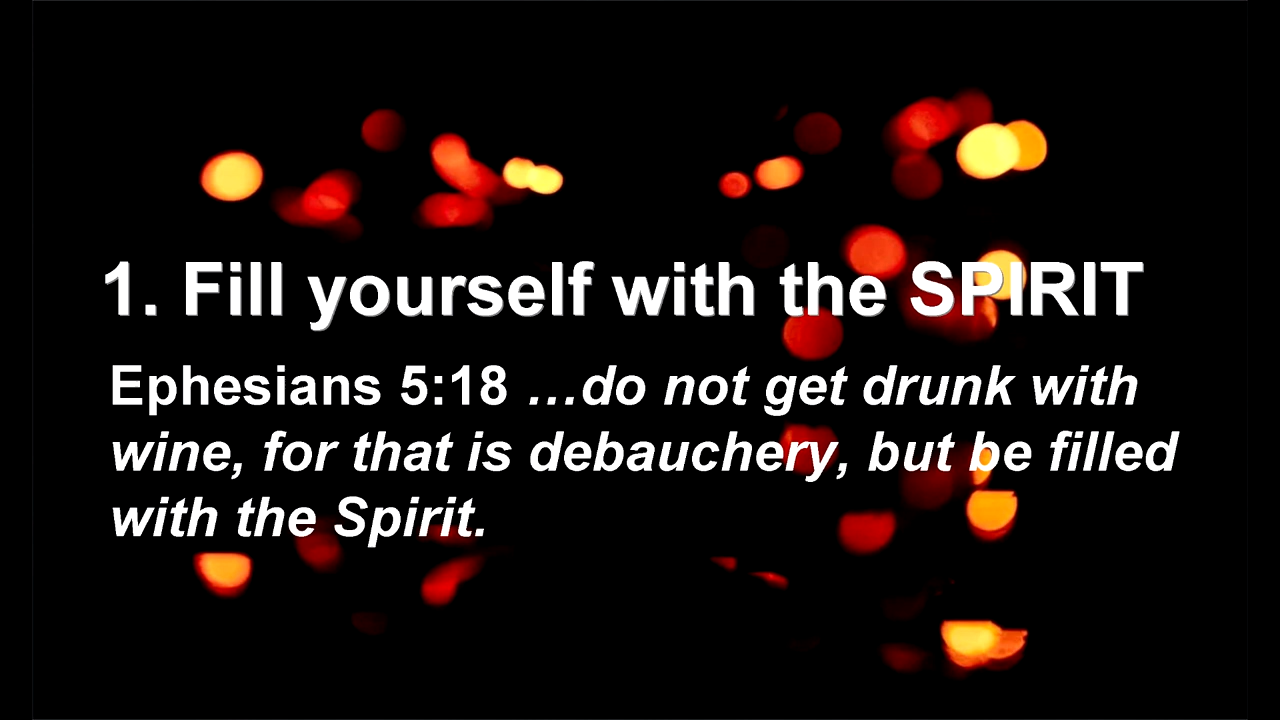 1. Fill yourself with the SPIRIT
Ephesians 5:18 …do not get drunk with
wine, for that is debauchery, but be filled
with the Spirit.